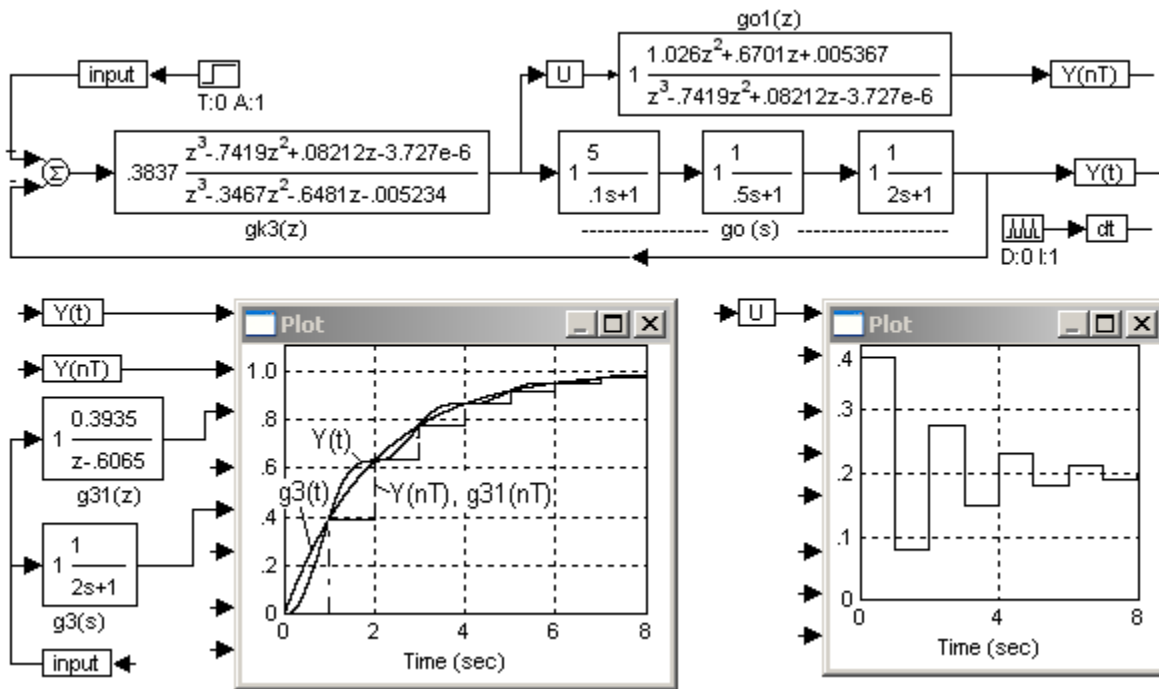 go1(z)
input
T:0 A:1
U
1 1.026z²+.6701z+.005367
z³-.7419z²+.08212z-3.727e-6
Y(nT)
-
Σ
.3837 z³-.7419z²+.08212z-3.727e-6
z³-.3467z²-.6481z-.005234
gk3(z)
1 5
.1s+1
1 1
.5s+1
1 1
2s+1
Y(t)
go (s)
D:0 I:1
dt
Y(t)
Y(nT)
1 0.3935
z-.6065
g31(z)
1 1
2s+1
g3(s)
input
Plot
1.0
.8
.6
.4
.2
0
Y(t)
g3(t)
Y(nT), g31(nT)
0 2 4 6 8
Time (sec)
U
Plot
.4
.3
.2
.1
0
0 4 8
Time (sec)